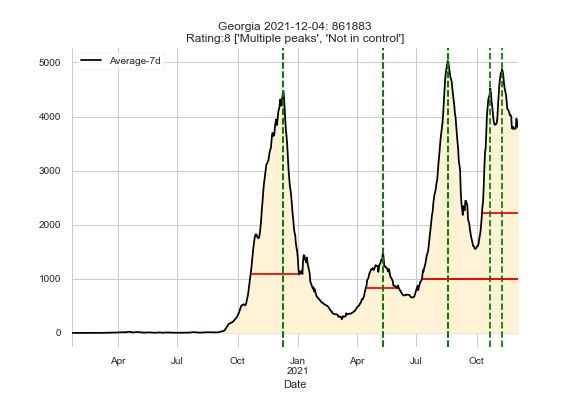 Georgia 2021-12-04: 861883
Rating:8 ['Multiple peaks', 'Not in control']
Average-7d
5000
4000
3000
2000
1000
0
Apr Jul Oct Jan Apr Jul Oct
2021
Date